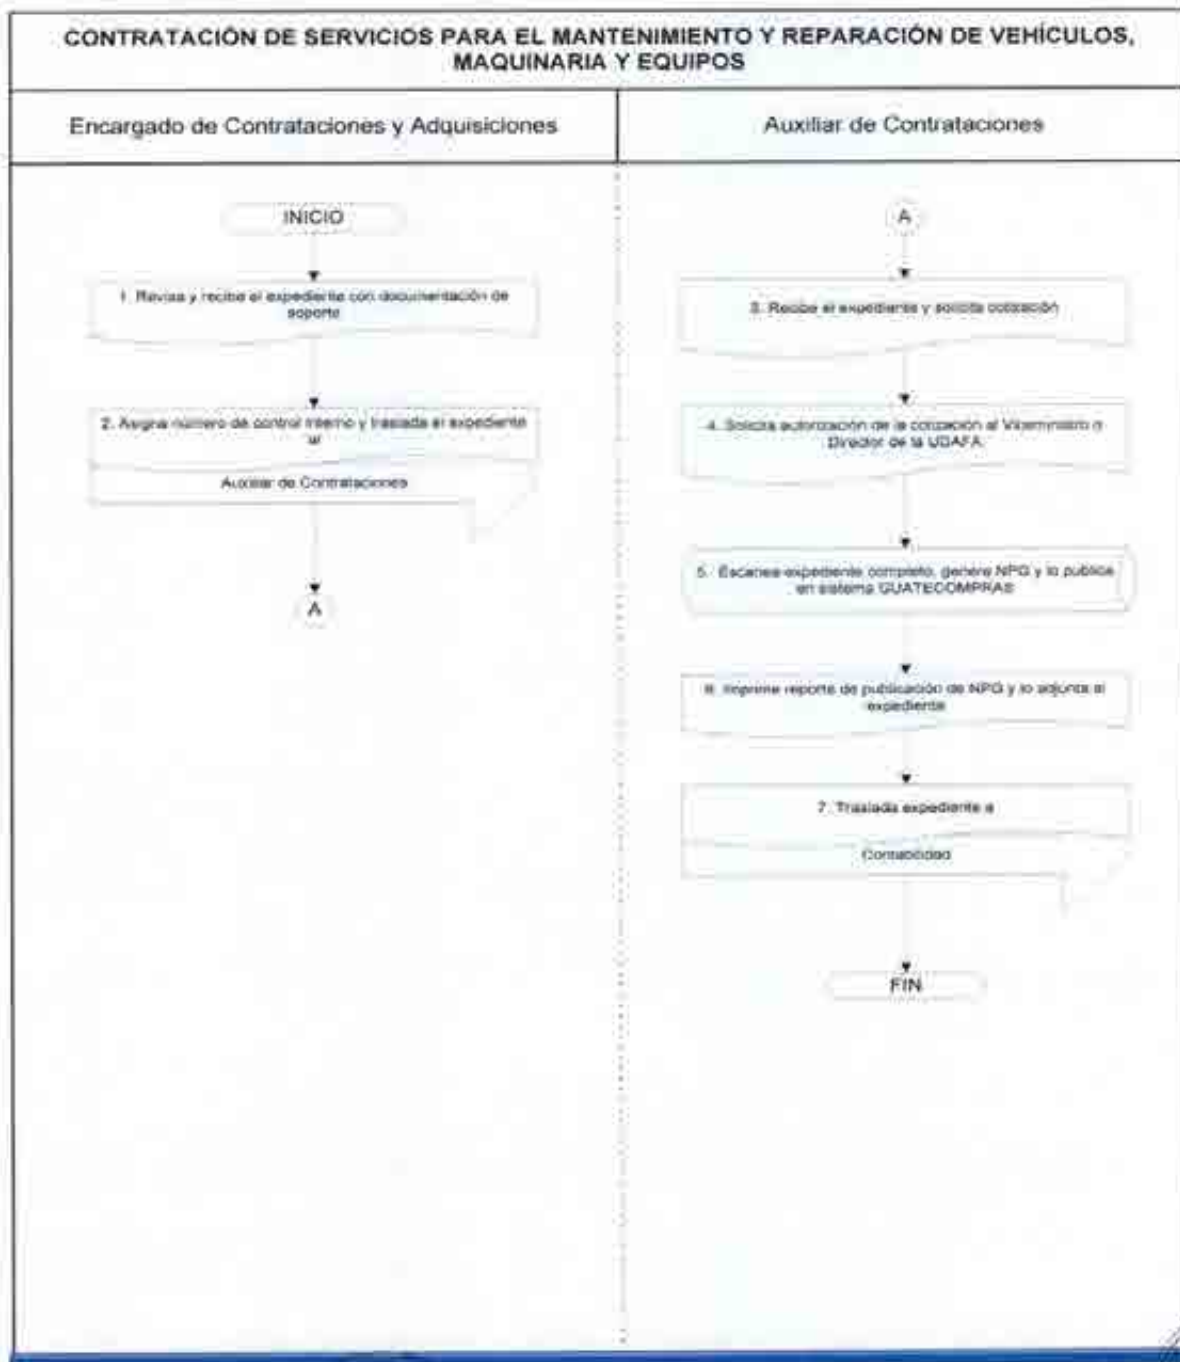 CONTRATACIÓN DE SERVICIOS PARA EL MANTENIMIENTO Y REPARACIÓN DE VEHÍCULOS,
MAQUINARIA Y EQUIPOS
Encargado de Contrataciones y Adquisiciones
Auxiliar de Contrataciones
INICIO
1. Revisa y recibe el expediente con documentación de
soporte
2. Asigna número de control interno y traslada el expediente
al
Auxiliar de Contrataciones
A
A
3. Recibe el expediente y solicita cotización
4. Solicita autorización de la cotización al Viceministro o
Director de la UDAFA
5. Escanea expediente completo, genera NPG y lo publica
en sistema GUATECOMPRAS
6. Imprime reporte de publicación de NPG y lo adjunta al
expediente
7. Traslada expediente a
Contabilidad
FIN